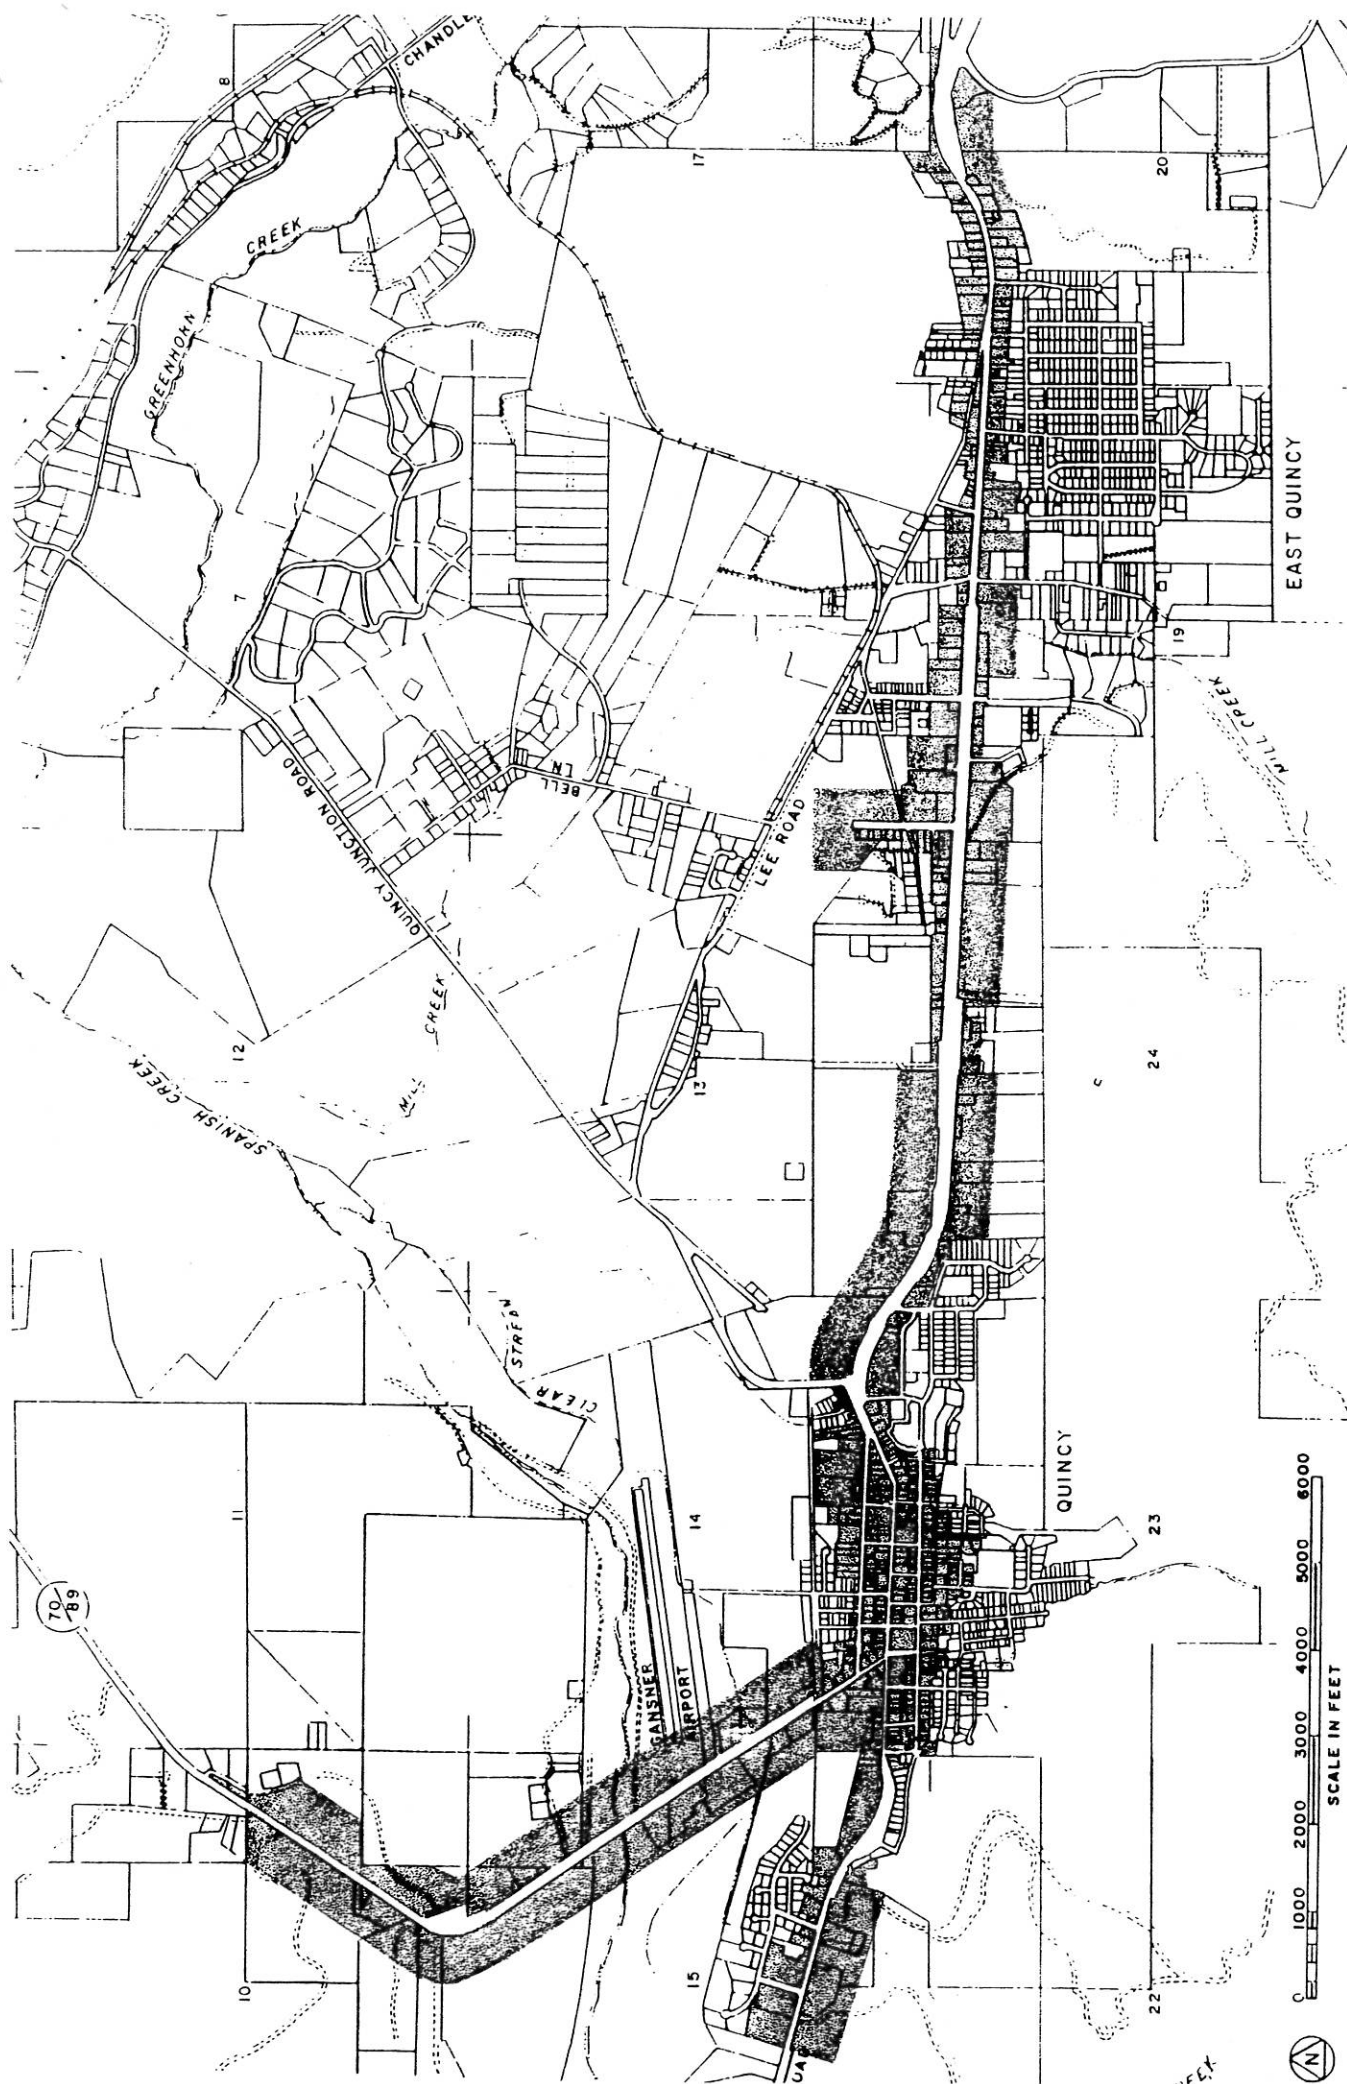 8
CHANDLE
17
20
CREEK
GREENHORN
7
QUINCY JUNCTION ROAD
BELL
LN
LEE ROAD
19
EAST QUINCY
MILL CREEK
12
SPANISH CREEK
MILL
CREEK
13
24
CLEAR
STREAM
11
14
QUINCY
23
70
89
GANSNER
AIRPORT
10
15
22
0 1000 2000 3000 4000 5000 6000
SCALE IN FEET
N